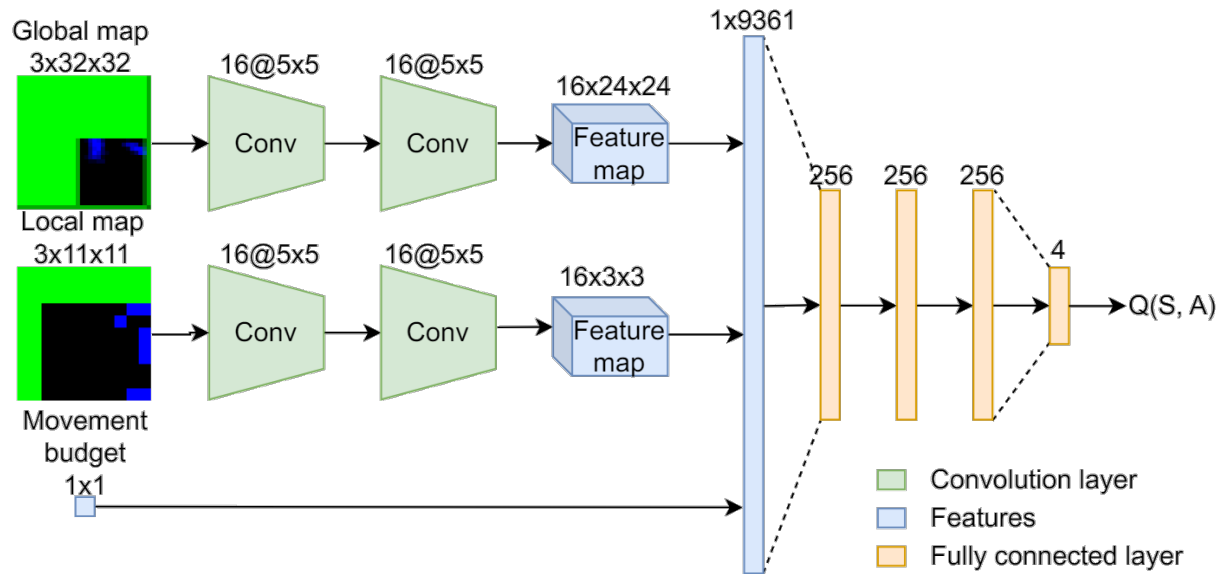 Global map
3x32x32
16@5x5
16@5x5
16x24x24
1x9361
Conv
Conv
Feature
map
Local map
3x11x11
16@5x5
16@5x5
16x3x3
Conv
Conv
Feature
map
256
256
256
4
Q(S, A)
Movement
budget
1x1
Convolution layer
Features
Fully connected layer